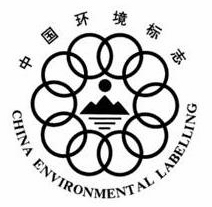 中国环境标志
CHINA ENVIRONMENTAL LABELLING